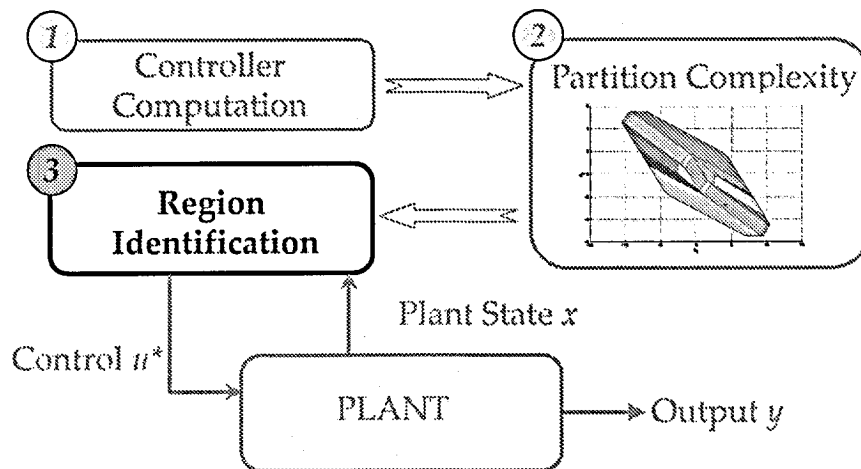 1
Controller
Computation
2
Partition Complexity
3
Region
Identification
Plant State x
Control u*
PLANT
Output y